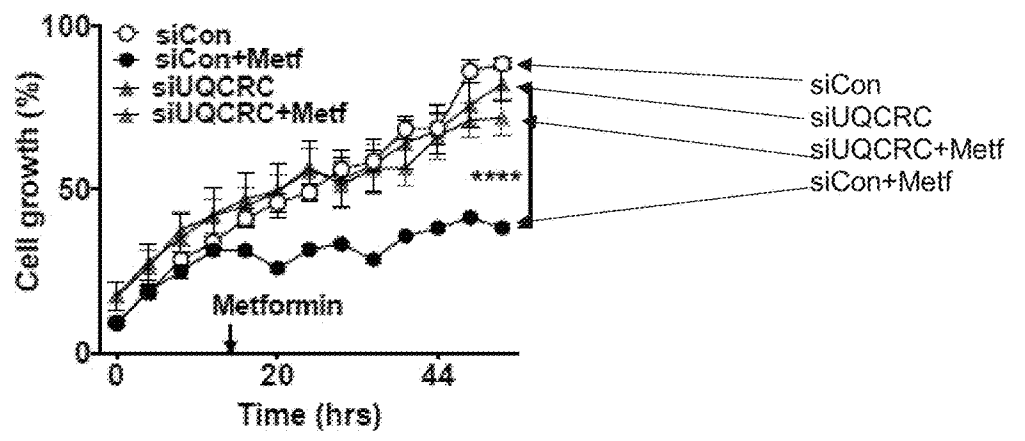 100
siCon
siCon+Metf
siUQCRC
siUQCRC+Metf
Cell growth (%)
50
0
Metformin
****
0 20 44
Time (hrs)
siCon
siUQCRC
siUQCRC+Metf
siCon+Metf